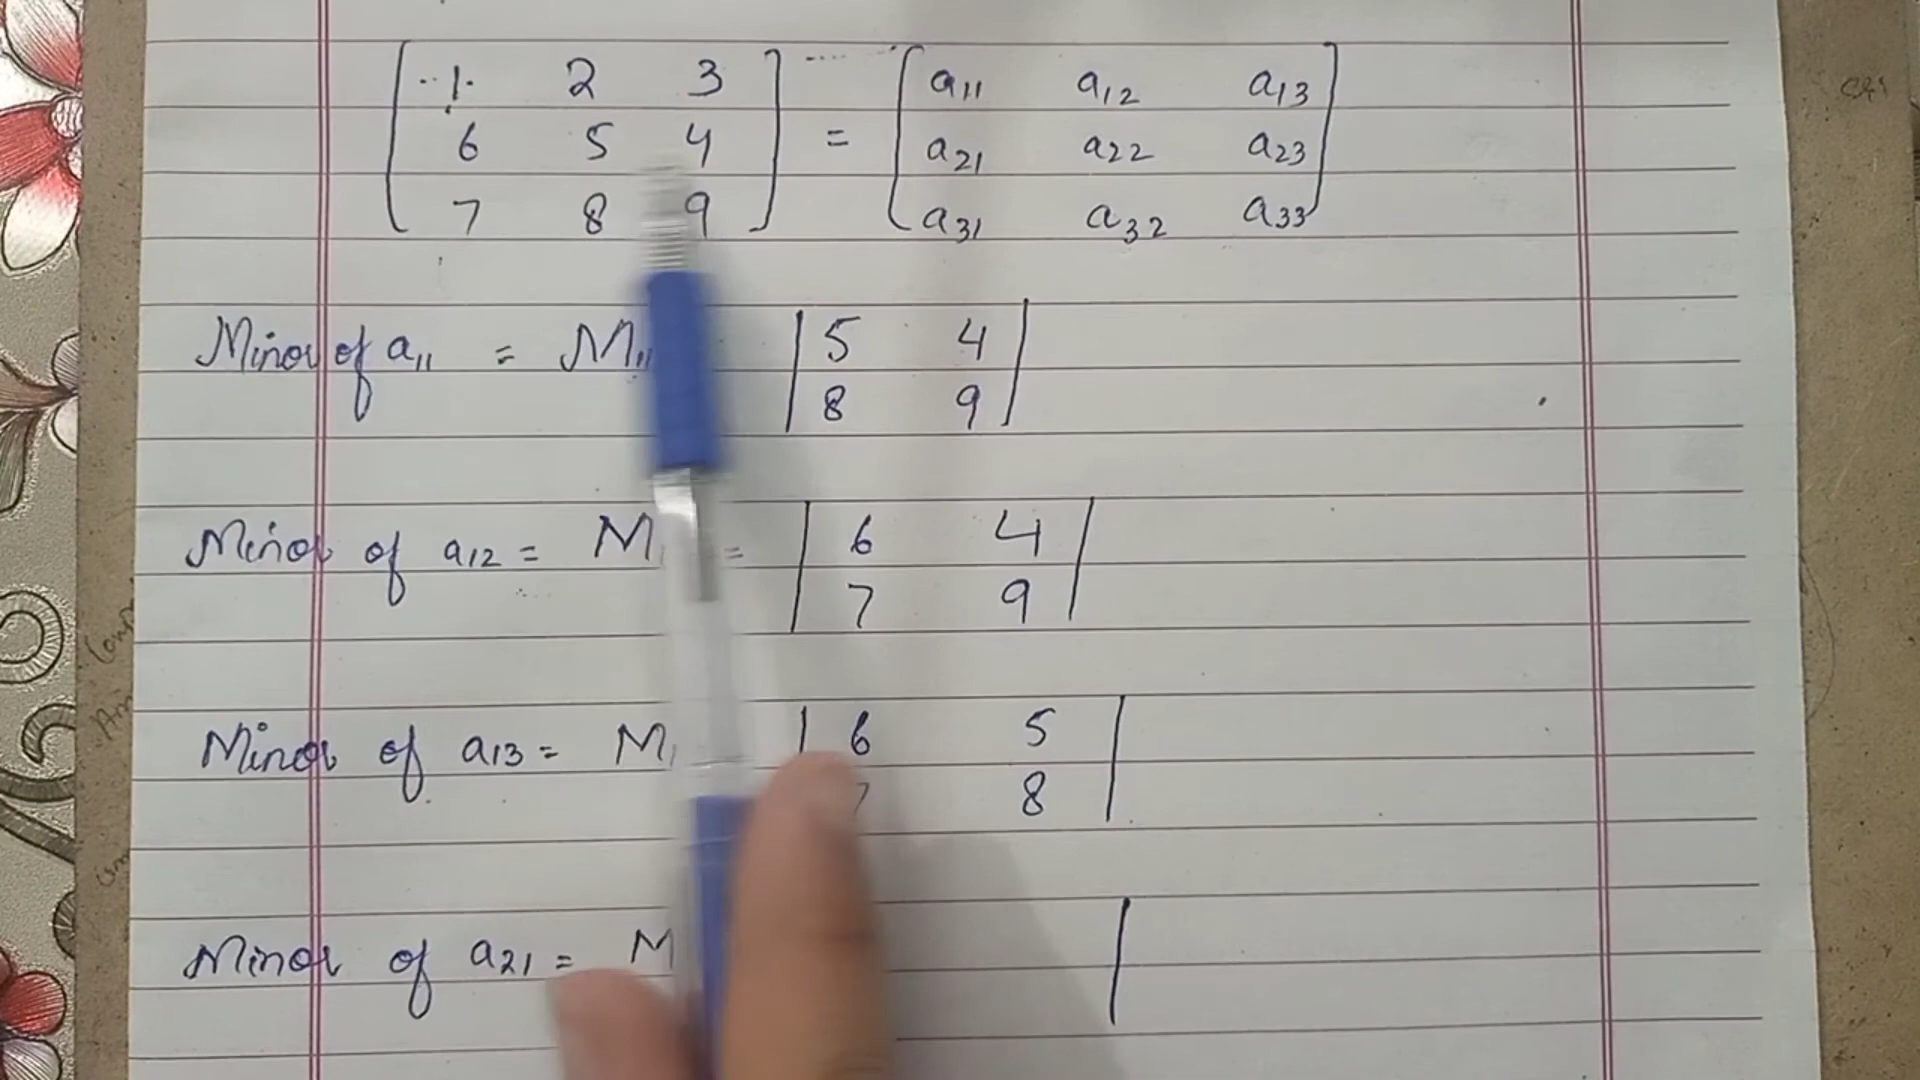 1 2 3 = a11 a12 a13
6 5 4 a21 a22 a23
7 8 9 a31 a32 a33
Minor of a11 = M11 5 4
8 9
Minor of a12 = M = 6 4
7 9
Minor of a13 = M 6 5
7 8
Minor of a21 = M